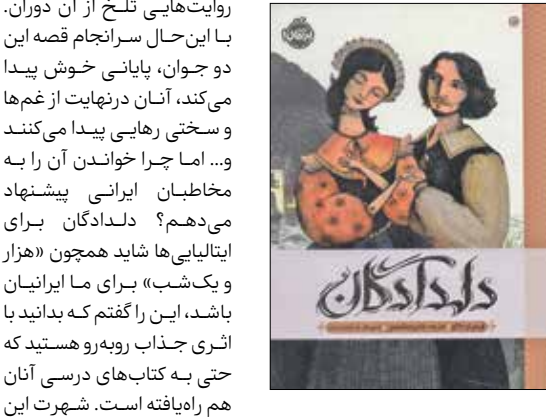 روایت‌هایی تلخ از آن دوران.
با این‌حال سرانجام قصه این
دو جوان، پایانی خوش پیدا
می‌کند، آنان درنهایت از غم‌ها
و سختی رهایی پیدا می‌کنند
و... اما چرا خواندن آن را به
مخاطبان ایرانی پیشنهاد
می‌دهم؟ دلدادگان برای
ایتالیایی‌ها شاید همچون «هزار
و یک‌شب» برای ما ایرانیان
باشد، این را گفتم که بدانید با
اثری جذاب روبه‌رو هستید که
حتی به کتاب‌های درسی آنان
هم راه‌یافته است. شهرت این
دلدادگان